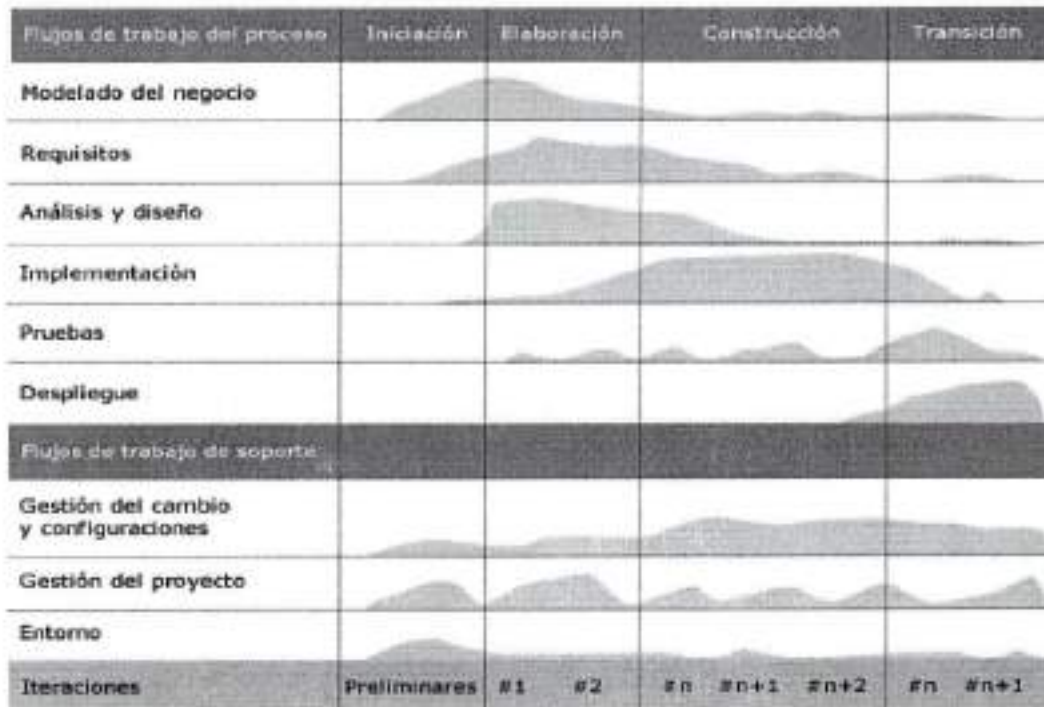 Flujos de trabajo del proceso Iniciación Elaboración Construcción Transición
Modelado del negocio
Requisitos
Análisis y diseño
Implementación
Pruebas
Despliegue
Flujos de trabajo de soporte
Gestión del cambio
y configuraciones
Gestión del proyecto
Entorno
Iteraciones Preliminares #1 #2 #n #n+1 #n+2 #n #n+1